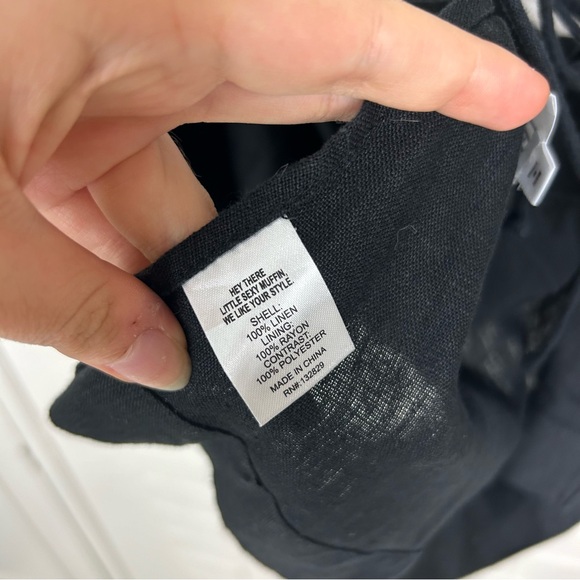 HEY THERE
LITTLE SEXY MUFFIN,
WE LIKE YOUR STYLE.
SHELL:
100% LINEN
LINING:
100% RAYON
CONTRAST:
100% POLYESTER
MADE IN CHINA
RN#:132829
M